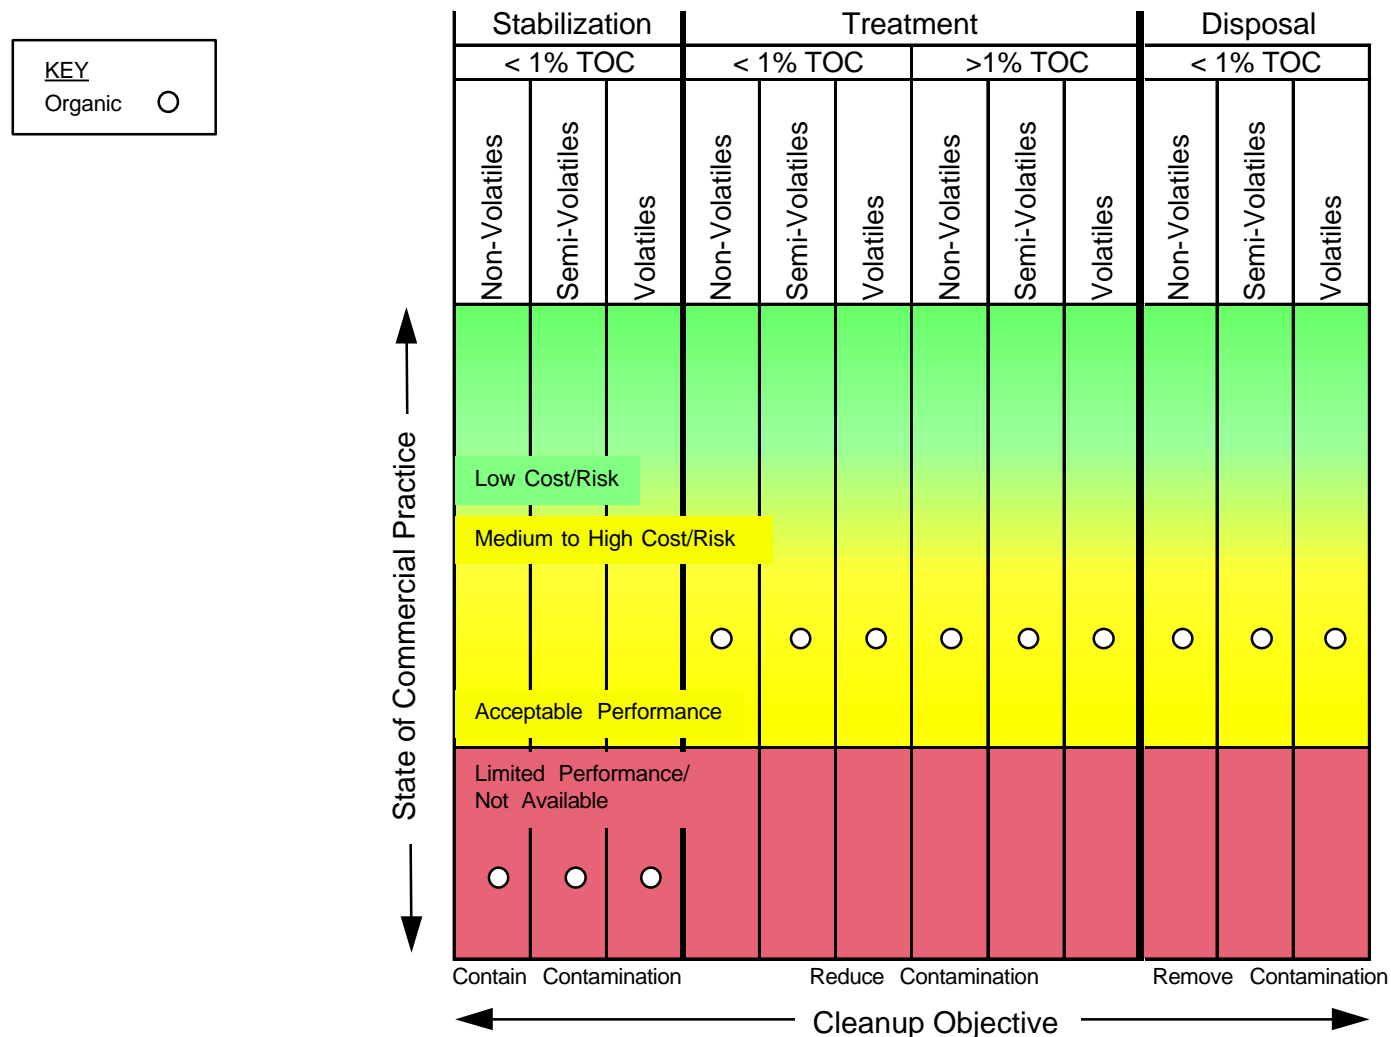 KEY
Organic
Stabilization
Treatment
Disposal
< 1% TOC
< 1% TOC
>1% TOC
< 1% TOC
Non-Volatiles
Semi-Volatiles
Volatiles
Non-Volatiles
Semi-Volatiles
Volatiles
Non-Volatiles
Semi-Volatiles
Volatiles
Non-Volatiles
Semi-Volatiles
Volatiles
State of Commercial Practice
Low Cost/Risk
Medium to High Cost/Risk
Acceptable Performance
Limited Performance/
Not Available
Contain Contamination
Reduce Contamination
Remove Contamination
Cleanup Objective